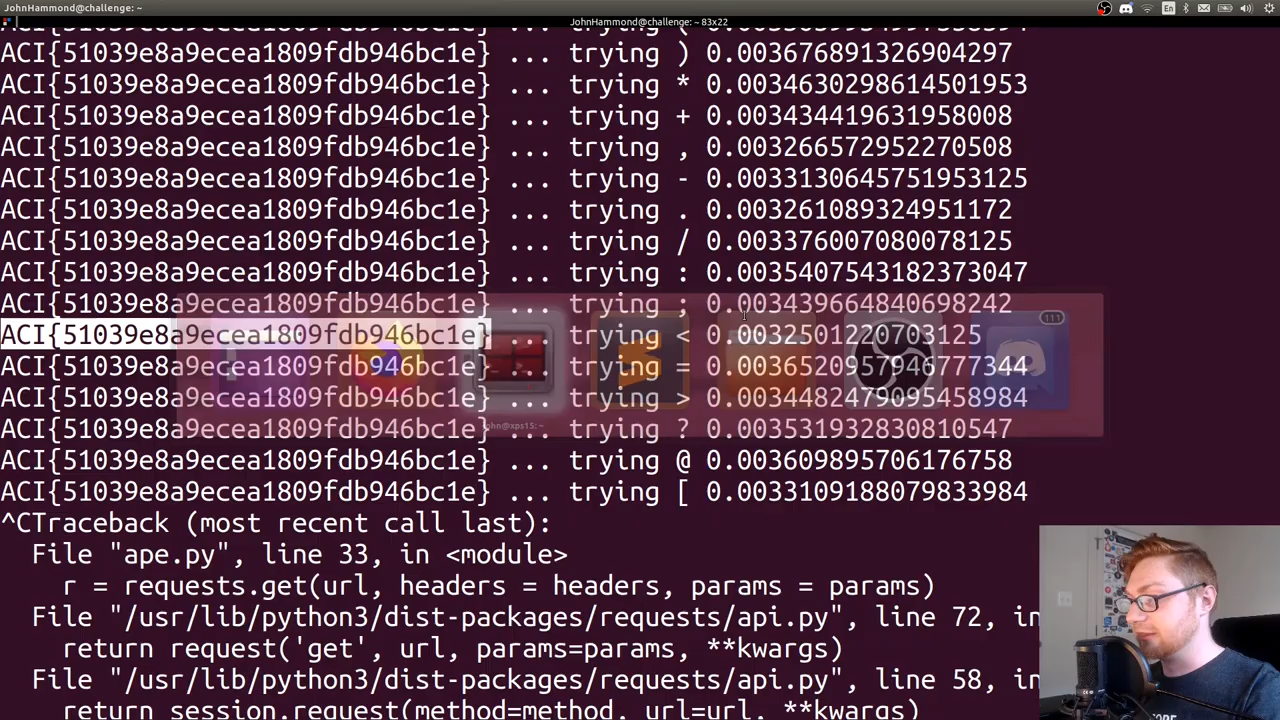 JohnHammond@challenge: ~
En
JohnHammond@challenge: ~ 83x22
ACI{51039e8a9ecea1809fdb946bc1e} ... trying ) 0.003676891326904297
ACI{51039e8a9ecea1809fdb946bc1e} ... trying * 0.0034630298614501953
ACI{51039e8a9ecea1809fdb946bc1e} ... trying + 0.003434419631958008
ACI{51039e8a9ecea1809fdb946bc1e} ... trying , 0.003266572952270508
ACI{51039e8a9ecea1809fdb946bc1e} ... trying - 0.0033130645751953125
ACI{51039e8a9ecea1809fdb946bc1e} ... trying . 0.003261089324951172
ACI{51039e8a9ecea1809fdb946bc1e} ... trying / 0.003376007080078125
ACI{51039e8a9ecea1809fdb946bc1e} ... trying : 0.0035407543182373047
ACI{51039e8a9ecea1809fdb946bc1e} ... trying ; 0.003439664840698242
ACI{51039e8a9ecea1809fdb946bc1e} ... trying < 0.0032501220703125
111
ACI{51039e8a9ecea1809fdb946bc1e} ... trying = 0.0036520957946777344
ACI{51039e8a9ecea1809fdb946bc1e} ... trying > 0.0034482479095458984
ACI{51039e8a9ecea1809fdb946bc1e} ... trying ? 0.003531932830810547
john@xps15: ~
ACI{51039e8a9ecea1809fdb946bc1e} ... trying @ 0.003609895706176758
ACI{51039e8a9ecea1809fdb946bc1e} ... trying [ 0.0033109188079833984
^CTraceback (most recent call last):
File "ape.py", line 33, in <module>
r = requests.get(url, headers = headers, params = params)
File "/usr/lib/python3/dist-packages/requests/api.py", line 72, in
return request('get', url, params=params, **kwargs)
File "/usr/lib/python3/dist-packages/requests/api.py", line 58, in
return session.request(method=method, url=url, **kwargs)